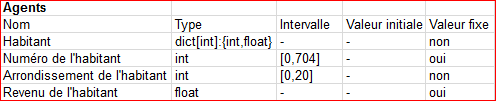 Agents
Nom Type Intervalle Valeur initiale Valeur fixe
Habitant dict[int]:{int,float} - - non
Numéro de l'habitant int [0,704] - oui
Arrondissement de l'habitant int [0,20] - non
Revenu de l'habitant float - - oui